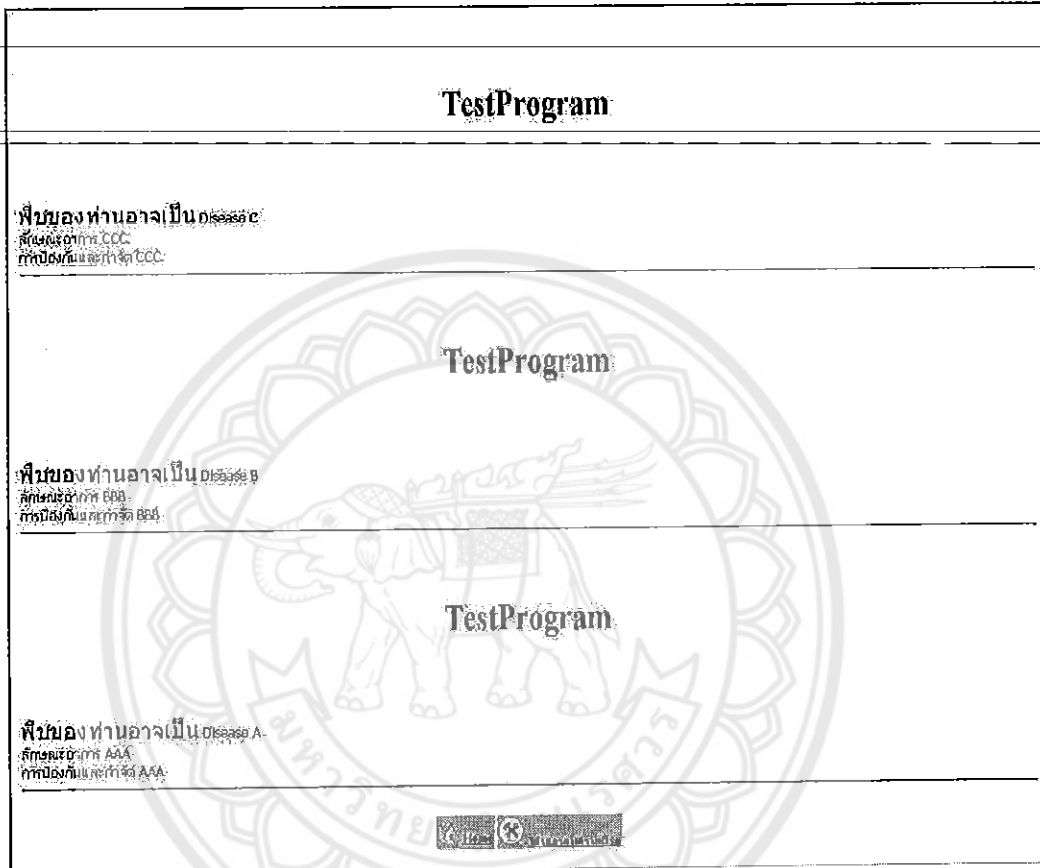 TestProgram
พืชของท่านอาจเป็น Disease C
ลักษณะอาการ CCC
การป้องกันและกำจัด CCC
TestProgram
พืชของท่านอาจเป็น Disease B
ลักษณะอาการ BBB
การป้องกันและกำจัด BBB
TestProgram
พืชของท่านอาจเป็น Disease A
ลักษณะอาการ AAA
การป้องกันและกำจัด AAA
Home